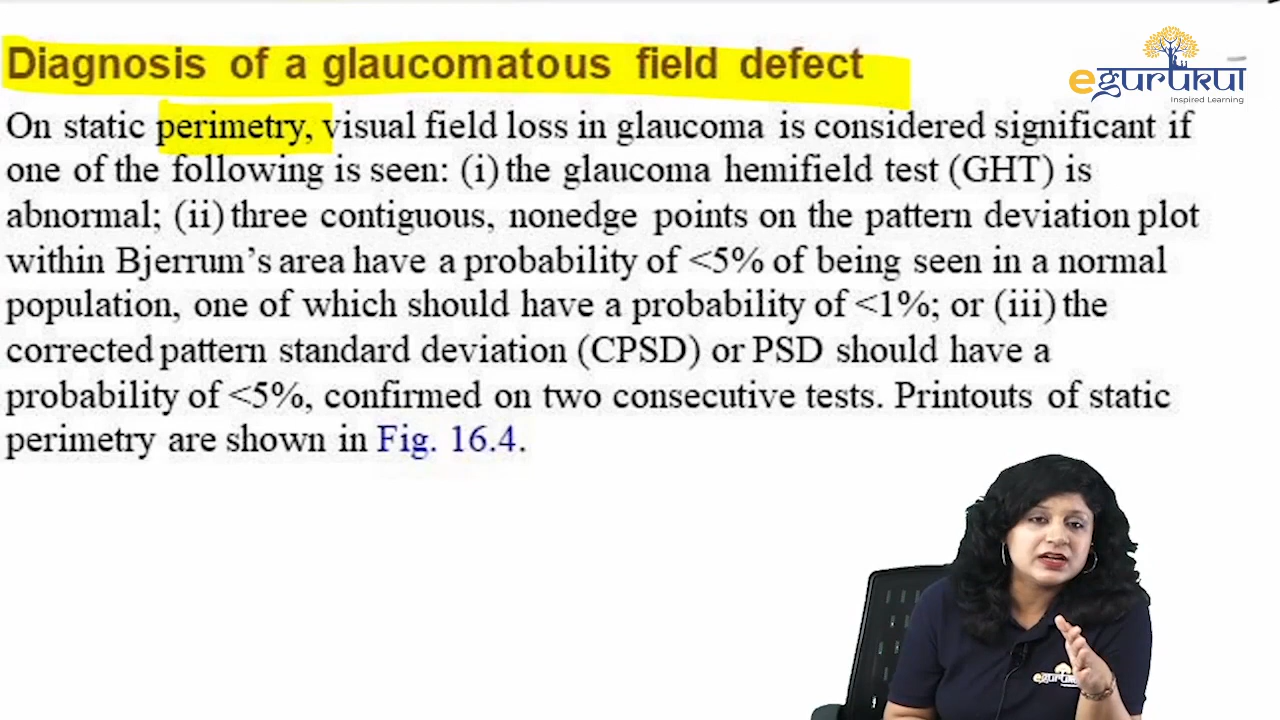 Diagnosis of a glaucomatous field defect
egurukul
Inspired Learning
On static perimetry, visual field loss in glaucoma is considered significant if
one of the following is seen: (i) the glaucoma hemifield test (GHT) is
abnormal; (ii) three contiguous, nonedge points on the pattern deviation plot
within Bjerrum’s area have a probability of <5% of being seen in a normal
population, one of which should have a probability of <1%; or (iii) the
corrected pattern standard deviation (CPSD) or PSD should have a
probability of <5%, confirmed on two consecutive tests. Printouts of static
perimetry are shown in Fig. 16.4.
egurukul